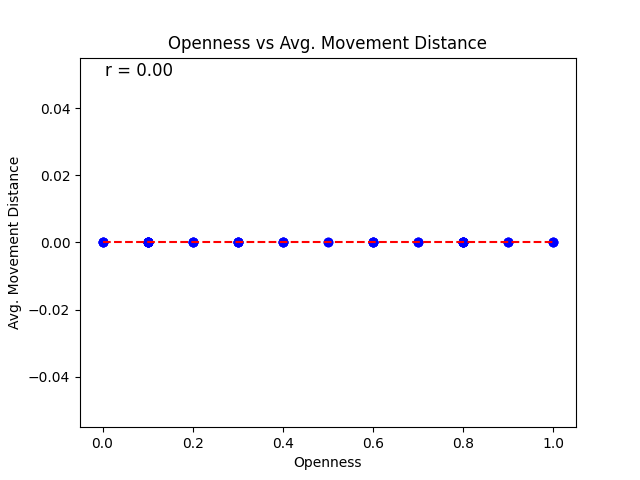 Openness vs Avg. Movement Distance
r = 0.00
0.04
0.02
0.00
−0.02
−0.04
Avg. Movement Distance
0.0 0.2 0.4 0.6 0.8 1.0
Openness